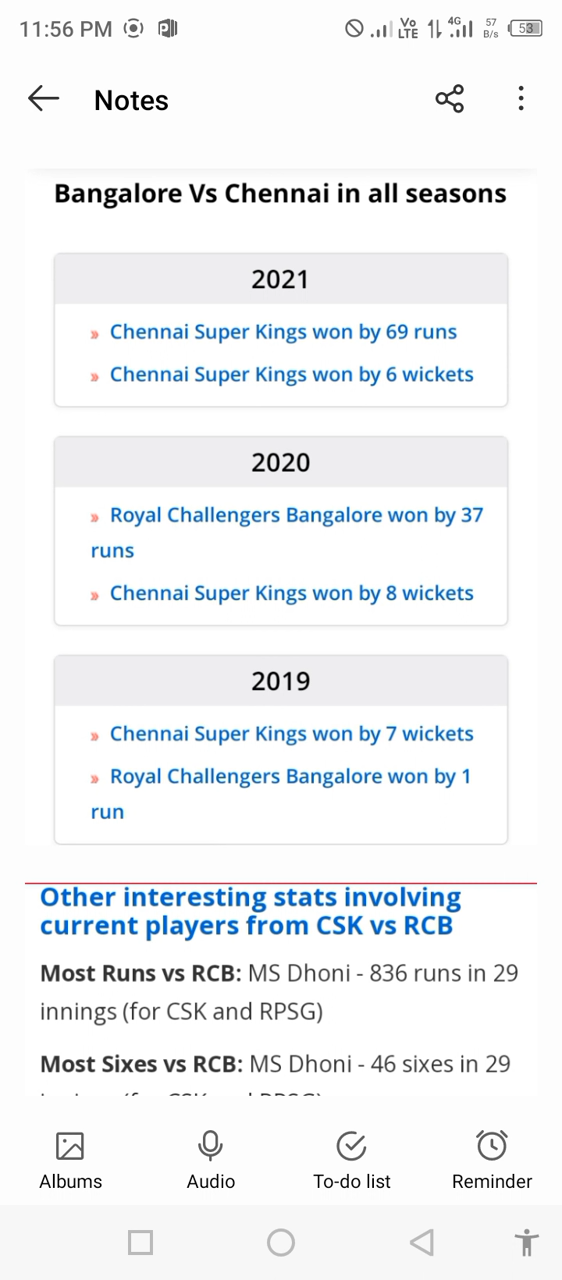 11:56 PM Vo LTE 4G 57 B/s 53
Notes
Bangalore Vs Chennai in all seasons
2021
» Chennai Super Kings won by 69 runs
» Chennai Super Kings won by 6 wickets
2020
» Royal Challengers Bangalore won by 37
runs
» Chennai Super Kings won by 8 wickets
2019
» Chennai Super Kings won by 7 wickets
» Royal Challengers Bangalore won by 1
run
Other interesting stats involving
current players from CSK vs RCB
Most Runs vs RCB: MS Dhoni - 836 runs in 29
innings (for CSK and RPSG)
Most Sixes vs RCB: MS Dhoni - 46 sixes in 29
Albums Audio To-do list Reminder